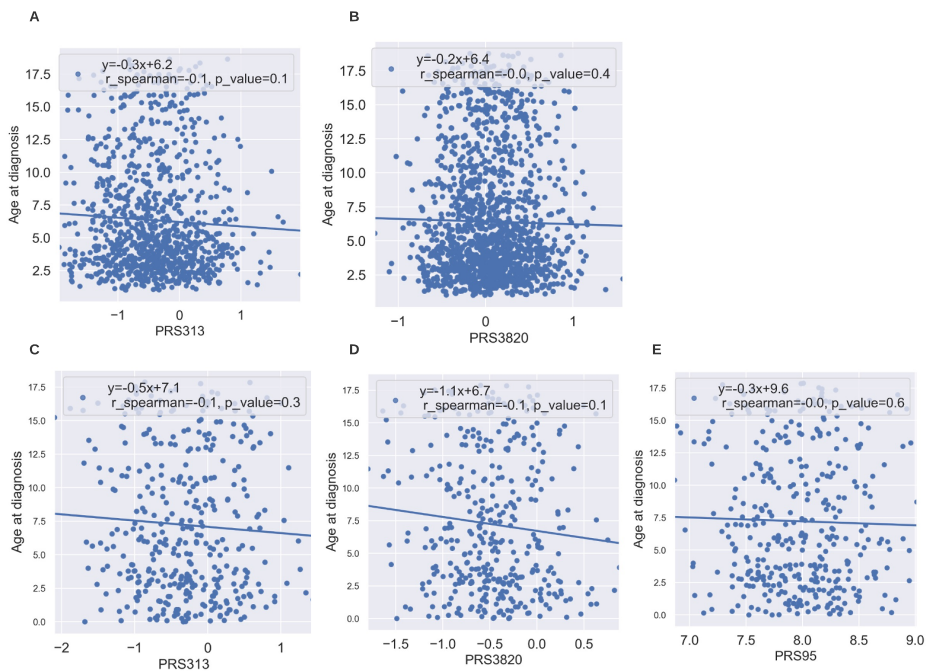 A
B
y=-0.3x+6.2
r_spearman=-0.1, p_value=0.1
17.5
15.0
12.5
10.0
7.5
5.0
2.5
Age at diagnosis
−1
0
1
PRS313
y=-0.2x+6.4
r_spearman=-0.0, p_value=0.4
17.5
15.0
12.5
10.0
7.5
5.0
2.5
Age at diagnosis
−1
0
1
PRS3820
C
D
E
y=-0.5x+7.1
r_spearman=-0.1, p_value=0.3
17.5
15.0
12.5
10.0
7.5
5.0
2.5
0.0
Age at diagnosis
−2
−1
0
1
PRS313
y=-1.1x+6.7
r_spearman=-0.1, p_value=0.1
17.5
15.0
12.5
10.0
7.5
5.0
2.5
0.0
Age at diagnosis
−1.5
−1.0
−0.5
0.0
0.5
PRS3820
y=-0.3x+9.6
r_spearman=-0.0, p_value=0.6
17.5
15.0
12.5
10.0
7.5
5.0
2.5
0.0
Age at diagnosis
7.0
7.5
8.0
8.5
9.0
PRS95